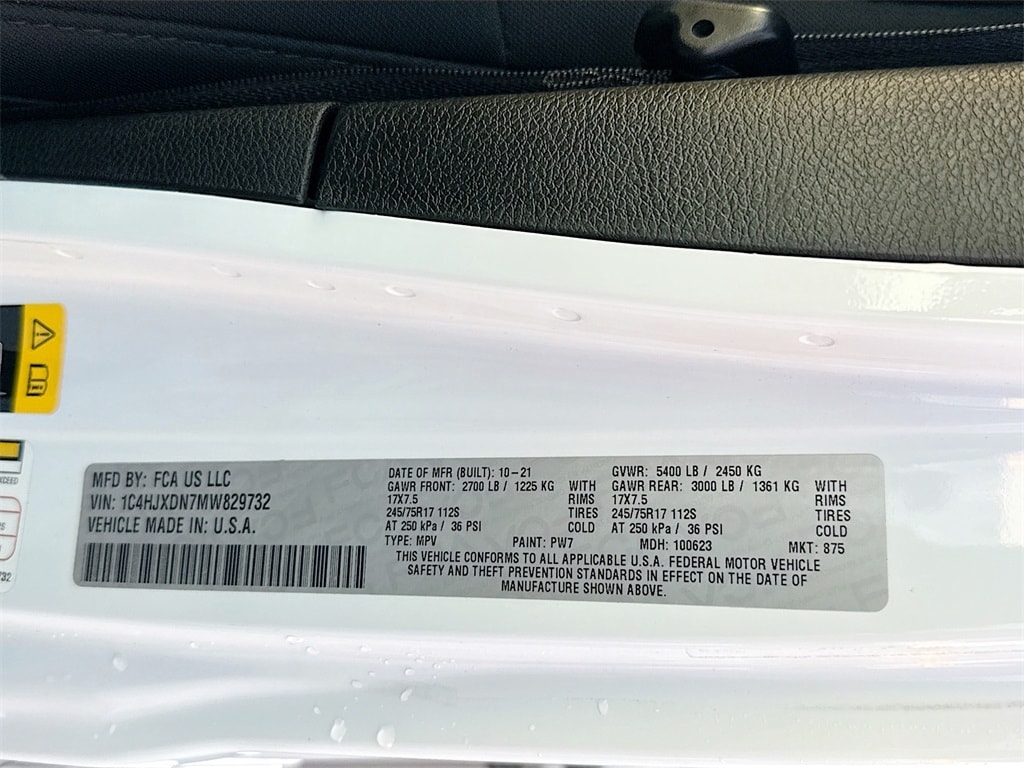 MFD BY: FCA US LLC
VIN: 1C4HJXDN7MW829732
VEHICLE MADE IN: U.S.A.
DATE OF MFR (BUILT): 10-21 GVWR: 5400 LB / 2450 KG
GAWR FRONT: 2700 LB / 1225 KG WITH GAWR REAR: 3000 LB / 1361 KG WITH
17X7.5 RIMS 17X7.5 RIMS
245/75R17 112S TIRES 245/75R17 112S TIRES
AT 250 kPa / 36 PSI COLD AT 250 kPa / 36 PSI COLD
TYPE: MPV PAINT: PW7 MDH: 100623 MKT: 875
THIS VEHICLE CONFORMS TO ALL APPLICABLE U.S.A. FEDERAL MOTOR VEHICLE
SAFETY AND THEFT PREVENTION STANDARDS IN EFFECT ON THE DATE OF
MANUFACTURE SHOWN ABOVE.